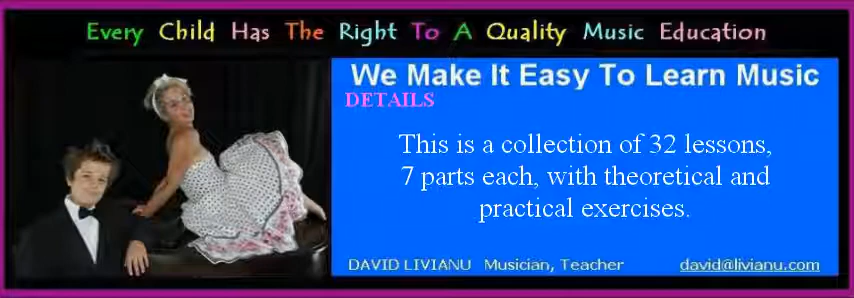 Every Child Has The Right To A Quality Music Education
We Make It Easy To Learn Music
DETAILS
This is a collection of 32 lessons,
7 parts each, with theoretical and
practical exercises.
DAVID LIVIANU Musician, Teacher david@livianu.com